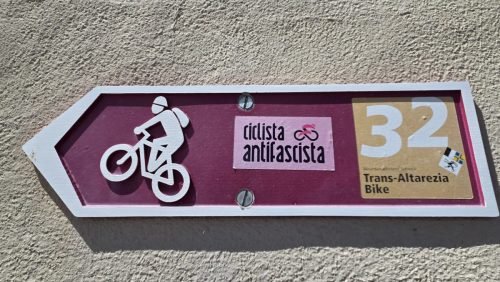 ciclista
antifascista
32
Trans-Altarezia
Bike